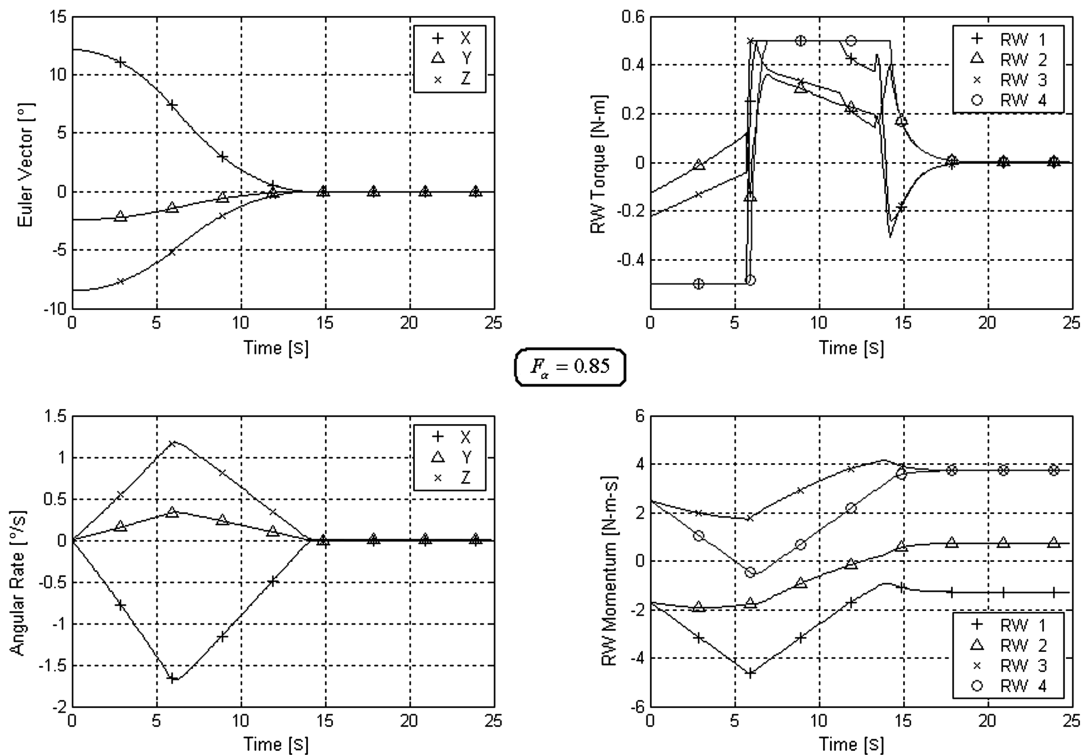 15
10
5
0
-5
-10
Euler Vector [°]
0 5 10 15 20 25
Time [s]
X
Y
Z
0.6
0.4
0.2
0
-0.2
-0.4
RW Torque [N-m]
0 5 10 15 20 25
Time [s]
RW 1
RW 2
RW 3
RW 4
F_α = 0.85
1.5
1
0.5
0
-0.5
-1
-1.5
-2
Angular Rate [°/s]
0 5 10 15 20 25
Time [s]
X
Y
Z
6
4
2
0
-2
-4
-6
RW Momentum [N-m-s]
0 5 10 15 20 25
Time [s]
RW 1
RW 2
RW 3
RW 4